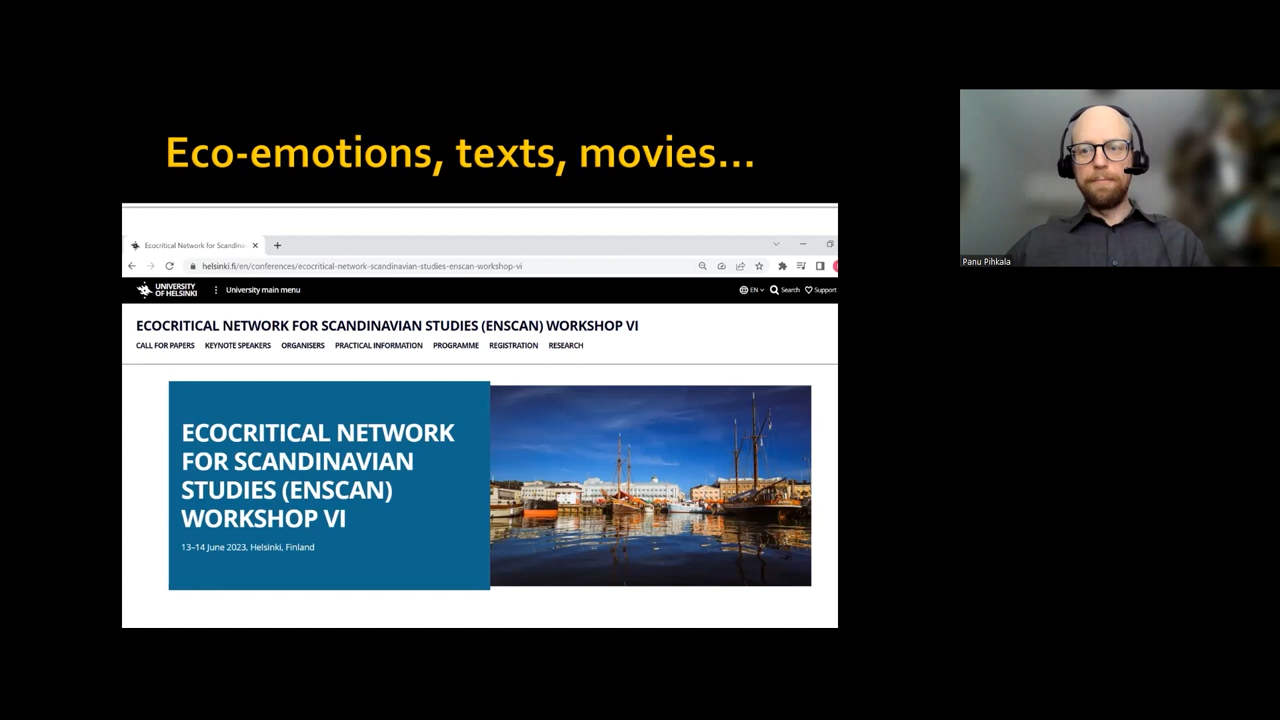 Eco-emotions, texts, movies...
Ecocritical Network for Scandina
helsinki.fi/en/conferences/ecocritical-network-scandinavian-studies-enscan-workshop-vi
UNIVERSITY
OF HELSINKI
University main menu
EN
Search
Support
ECOCRITICAL NETWORK FOR SCANDINAVIAN STUDIES (ENSCAN) WORKSHOP VI
CALL FOR PAPERS KEYNOTE SPEAKERS ORGANISERS PRACTICAL INFORMATION PROGRAMME REGISTRATION RESEARCH
ECOCRITICAL NETWORK
FOR SCANDINAVIAN
STUDIES (ENSCAN)
WORKSHOP VI
13–14 June 2023, Helsinki, Finland
Panu Pihkala